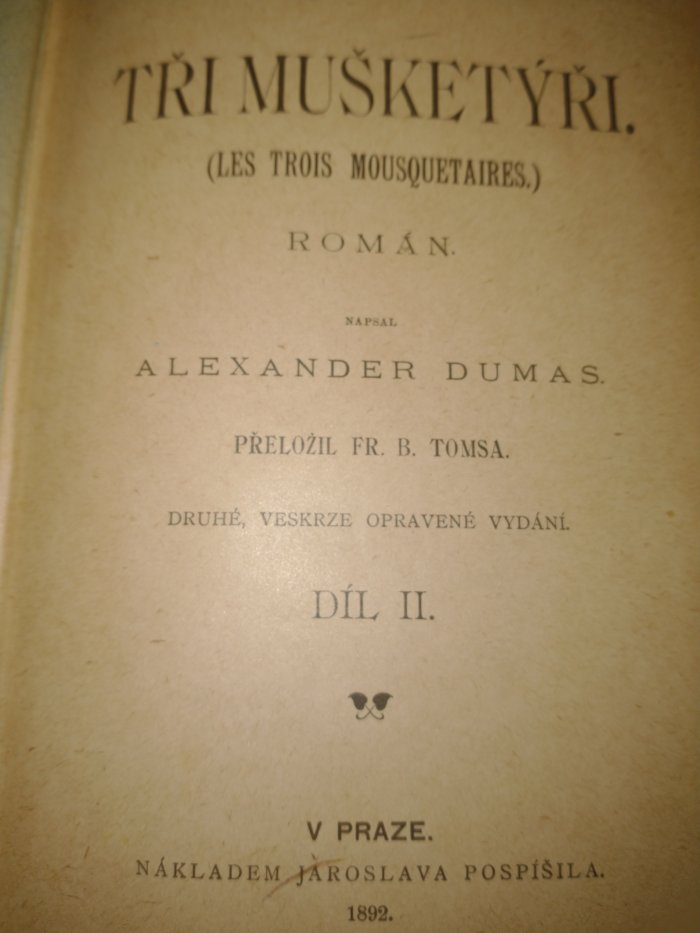 TŘI MUŠKETÝŘI.
(LES TROIS MOUSQUETAIRES.)
ROMÁN.
NAPSAL
ALEXANDER DUMAS.
PŘELOŽIL FR. B. TOMSA.
DRUHÉ, VESKRZE OPRAVENÉ VYDÁNÍ.
DÍL II.
V PRAZE.
NÁKLADEM JAROSLAVA POSPÍŠILA.
1892.